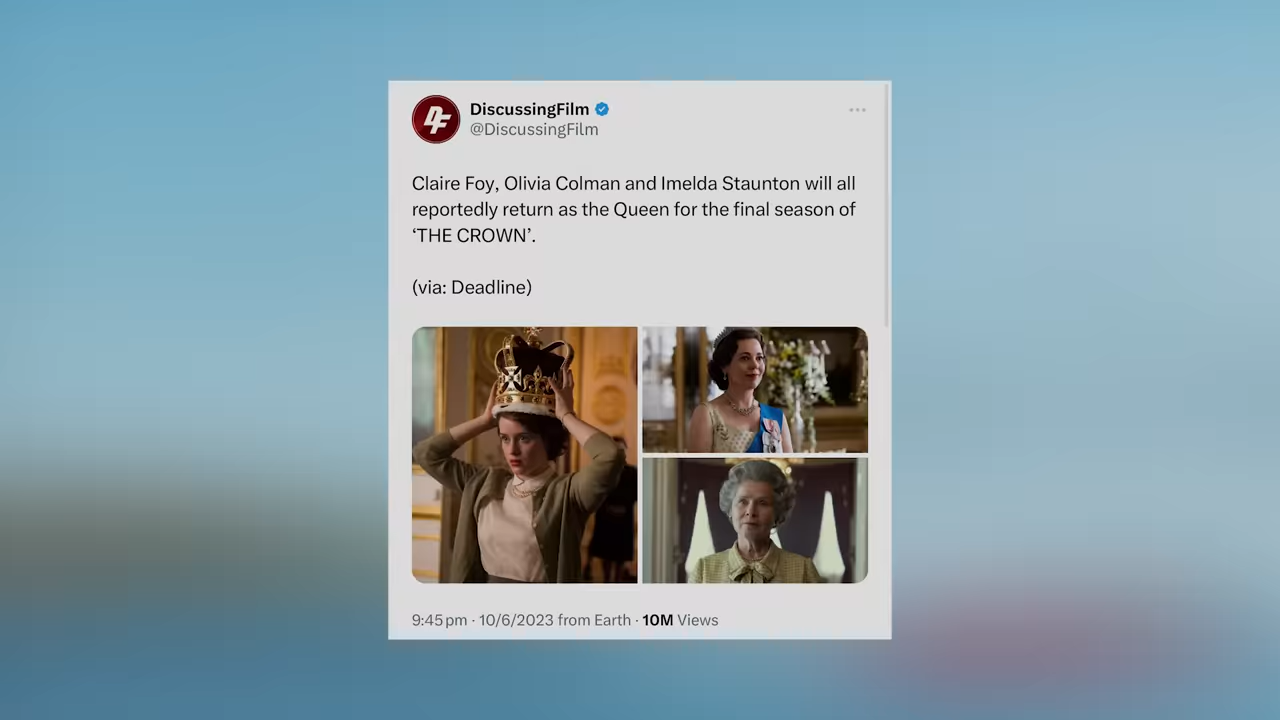 DF
DiscussingFilm
@DiscussingFilm
Claire Foy, Olivia Colman and Imelda Staunton will all
reportedly return as the Queen for the final season of
‘THE CROWN’.
(via: Deadline)
9:45 pm · 10/6/2023 from Earth · 10M Views